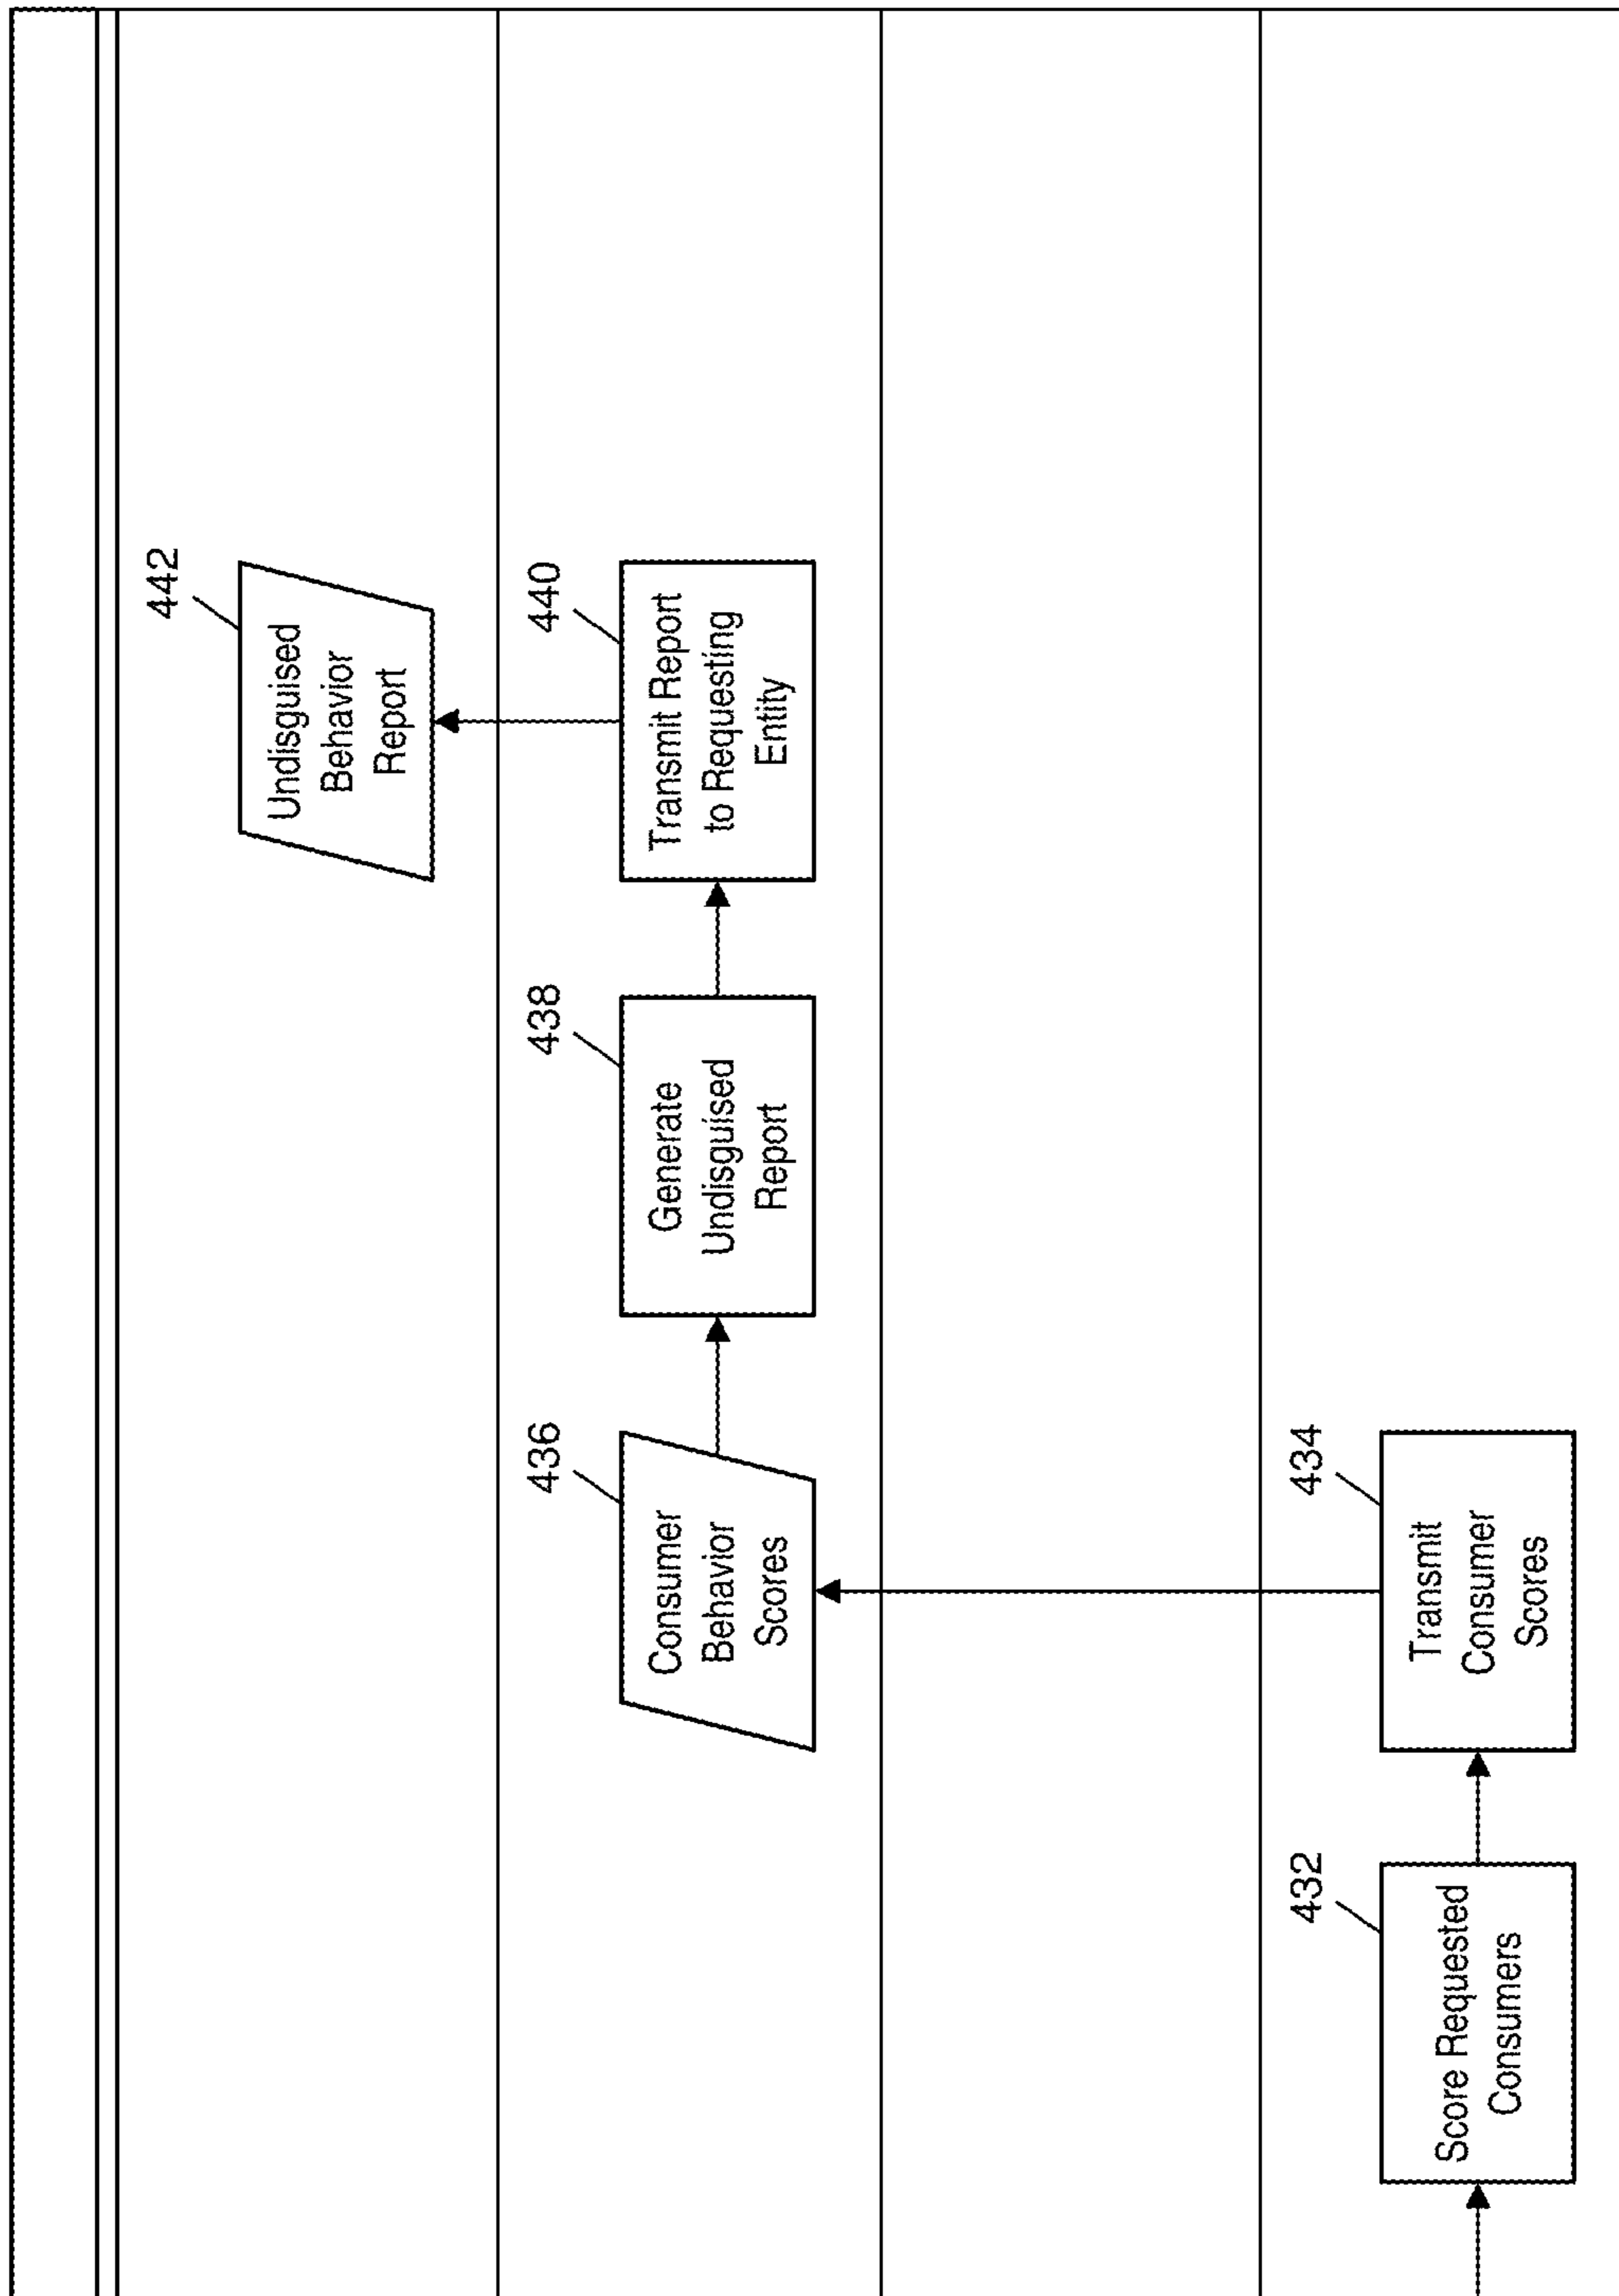 442
Undisguised
Behavior
Report
436
Consumer
Behavior
Scores
438
Generate
Undisguised
Report
440
Transmit Report
to Requesting
Entity
432
Score Requested
Consumers
434
Transmit
Consumer
Scores